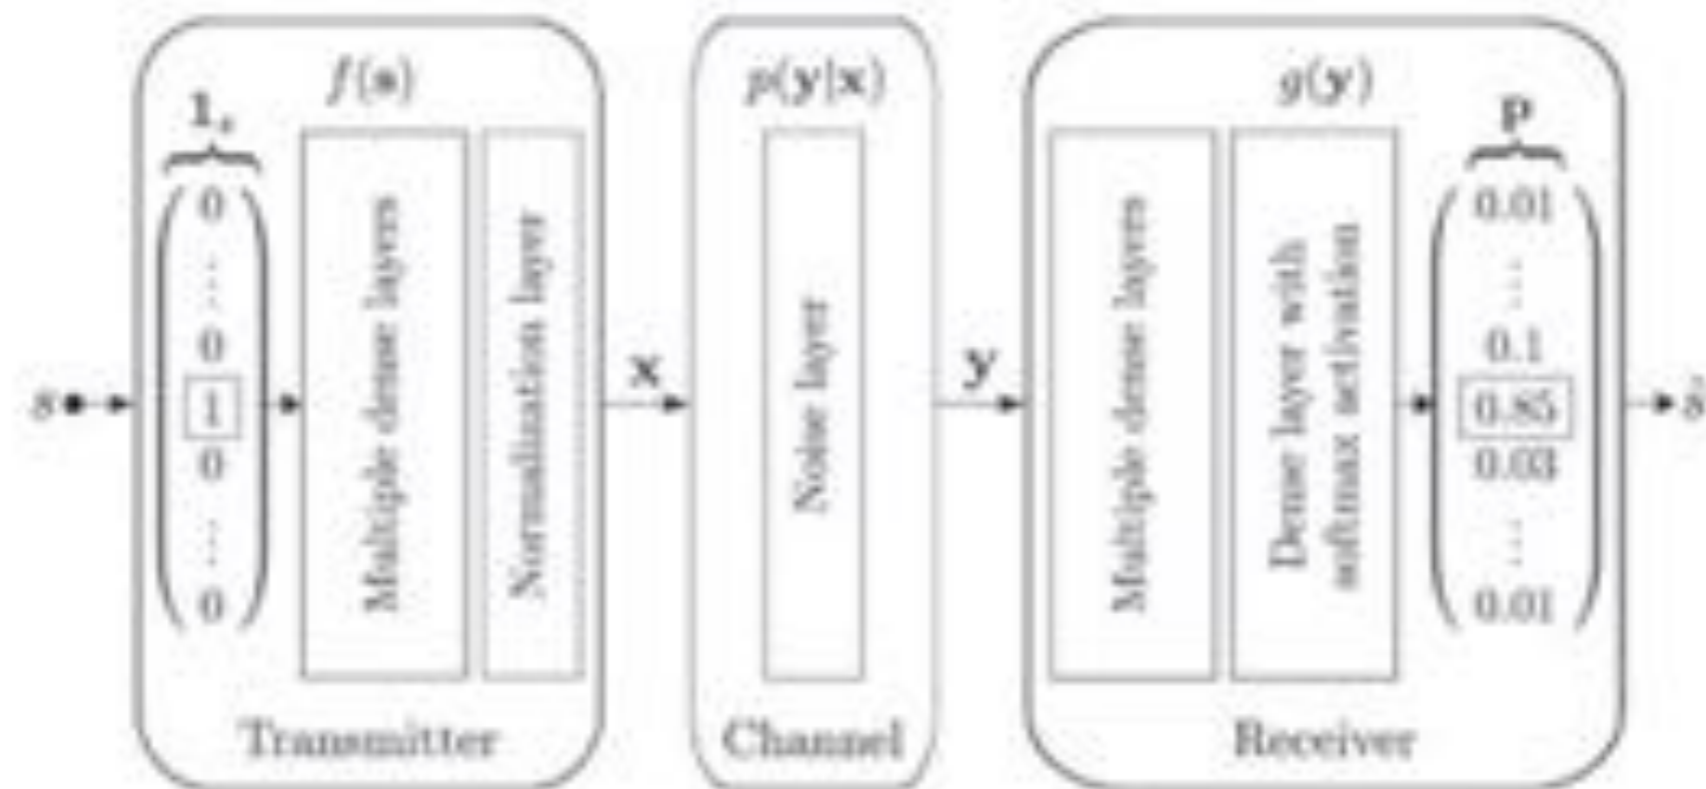 s
1ₛ
0
⋮
0
1
0
⋮
0
f(s)
Multiple dense layers
Normalization layer
Transmitter
x
p(y|x)
Noise layer
Channel
y
g(y)
Multiple dense layers
Dense layer with
softmax activation
p
0.01
⋮
0.1
0.85
0.03
⋮
0.01
Receiver
ŝ